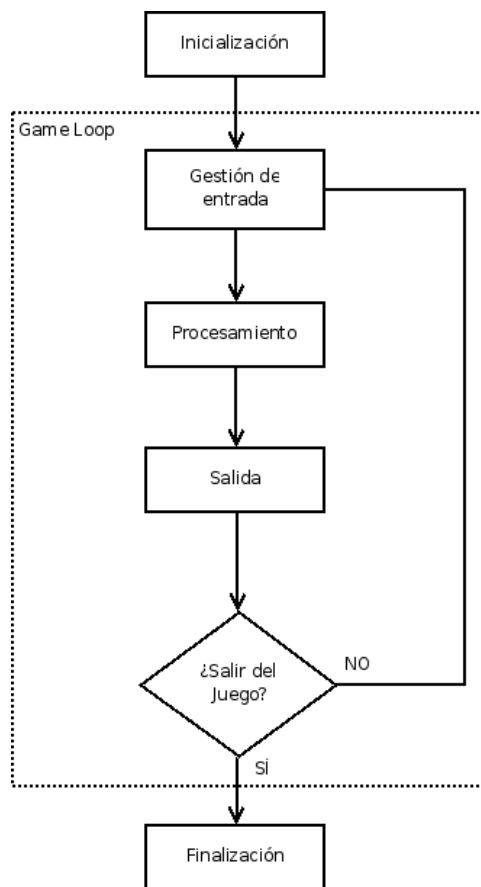 Inicialización
Game Loop
Gestión de
entrada
Procesamiento
Salida
¿Salir del
Juego?
NO
SÍ
Finalización